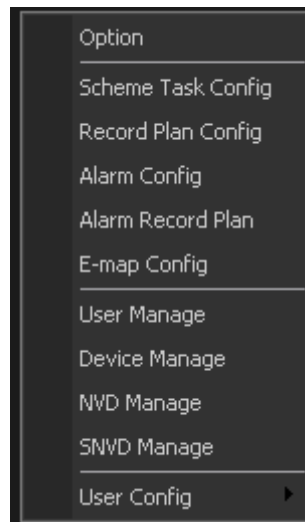 Option
Scheme Task Config
Record Plan Config
Alarm Config
Alarm Record Plan
E-map Config
User Manage
Device Manage
NVD Manage
SNVD Manage
User Config